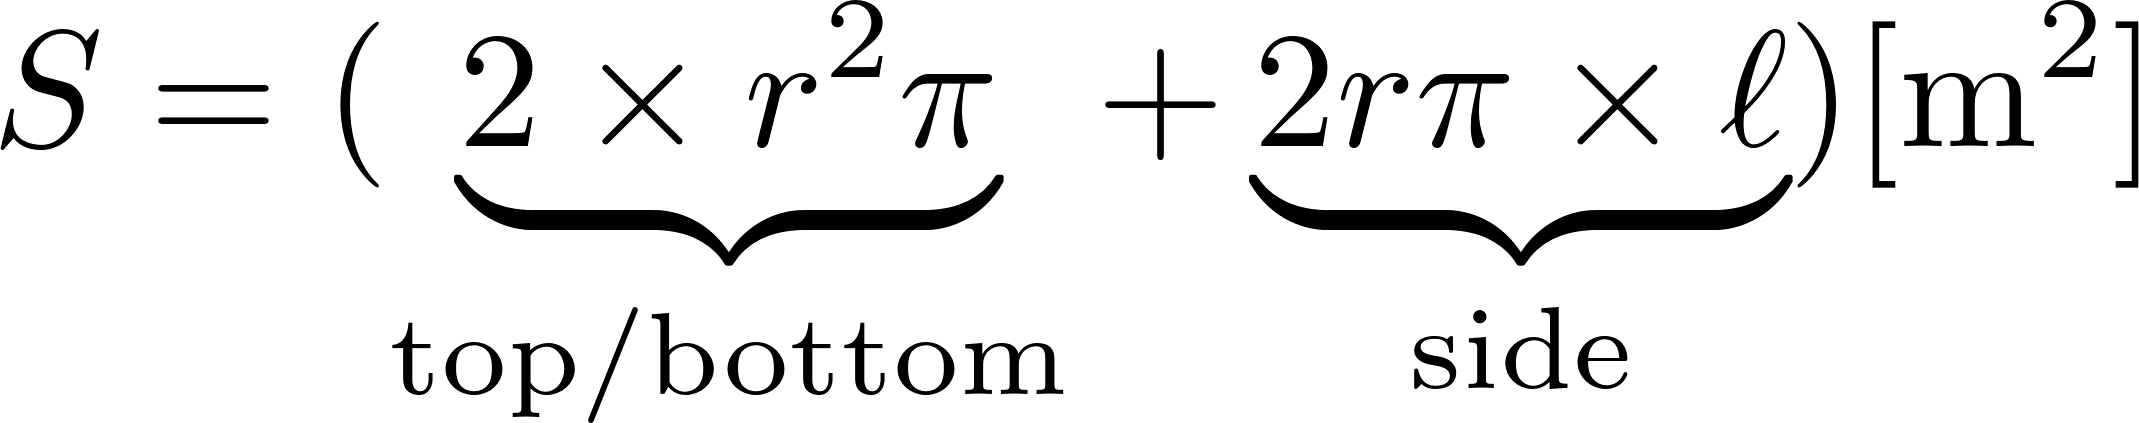 S = ( 2 × r²π + 2rπ × ℓ)[m²]
top/bottom side